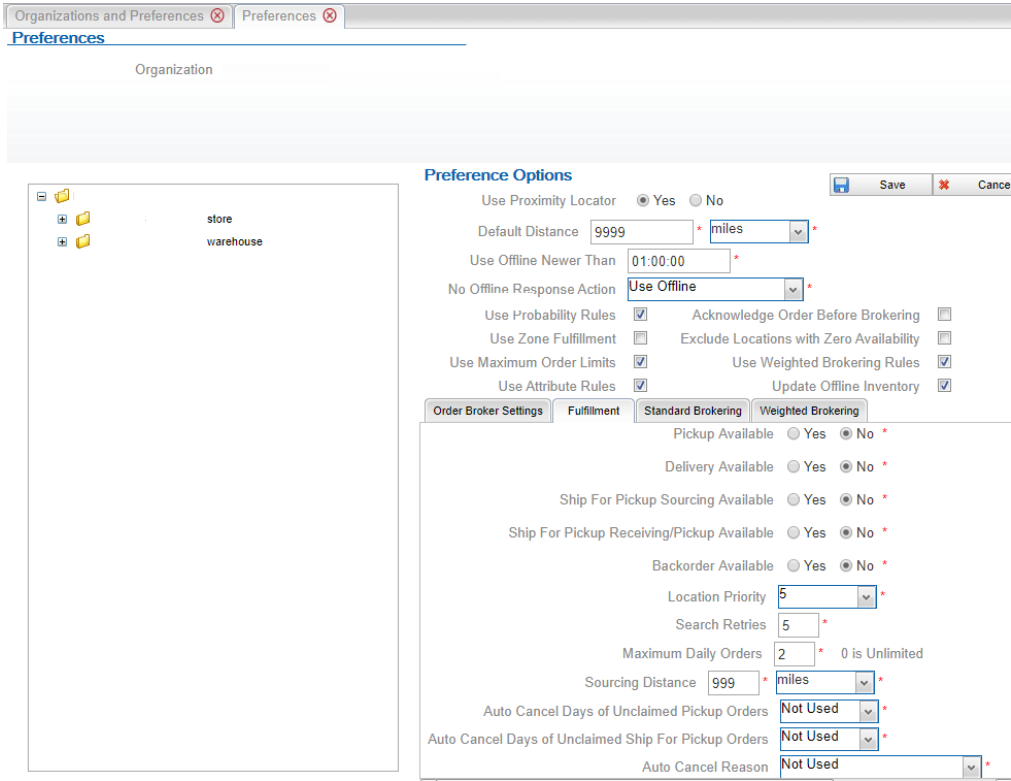 Organizations and Preferences Preferences
Preferences
Organization
Preference Options
Save Cance
Use Proximity Locator Yes No
store
warehouse
Default Distance 9999 * miles *
Use Offline Newer Than 01:00:00 *
No Offline Response Action Use Offline *
Use Probability Rules Acknowledge Order Before Brokering
Use Zone Fulfillment Exclude Locations with Zero Availability
Use Maximum Order Limits Use Weighted Brokering Rules
Use Attribute Rules Update Offline Inventory
Order Broker Settings Fulfillment Standard Brokering Weighted Brokering
Pickup Available Yes No *
Delivery Available Yes No *
Ship For Pickup Sourcing Available Yes No *
Ship For Pickup Receiving/Pickup Available Yes No *
Backorder Available Yes No *
Location Priority 5 *
Search Retries 5 *
Maximum Daily Orders 2 * 0 is Unlimited
Sourcing Distance 999 * miles *
Auto Cancel Days of Unclaimed Pickup Orders Not Used *
Auto Cancel Days of Unclaimed Ship For Pickup Orders Not Used *
Auto Cancel Reason Not Used *